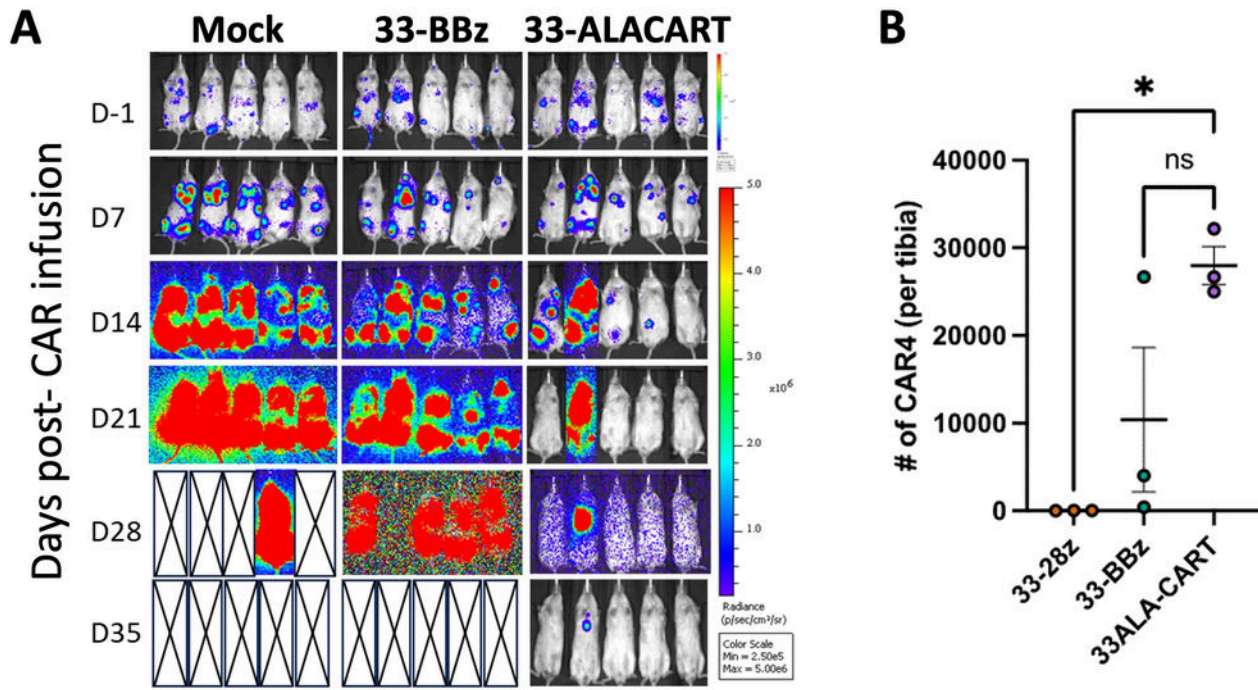 A
Mock 33-BBz 33-ALACART
Days post- CAR infusion
D-1
D7
D14
D21
D28
D35
5.0
4.0
3.0
x10⁶
2.0
1.0
Radiance
(p/sec/cm²/sr)
Color Scale
Min = 2.50e5
Max = 5.00e6
B
*
ns
# of CAR4 (per tibia)
40000
30000
20000
10000
0
33-28z
33-BBz
33ALA-CART